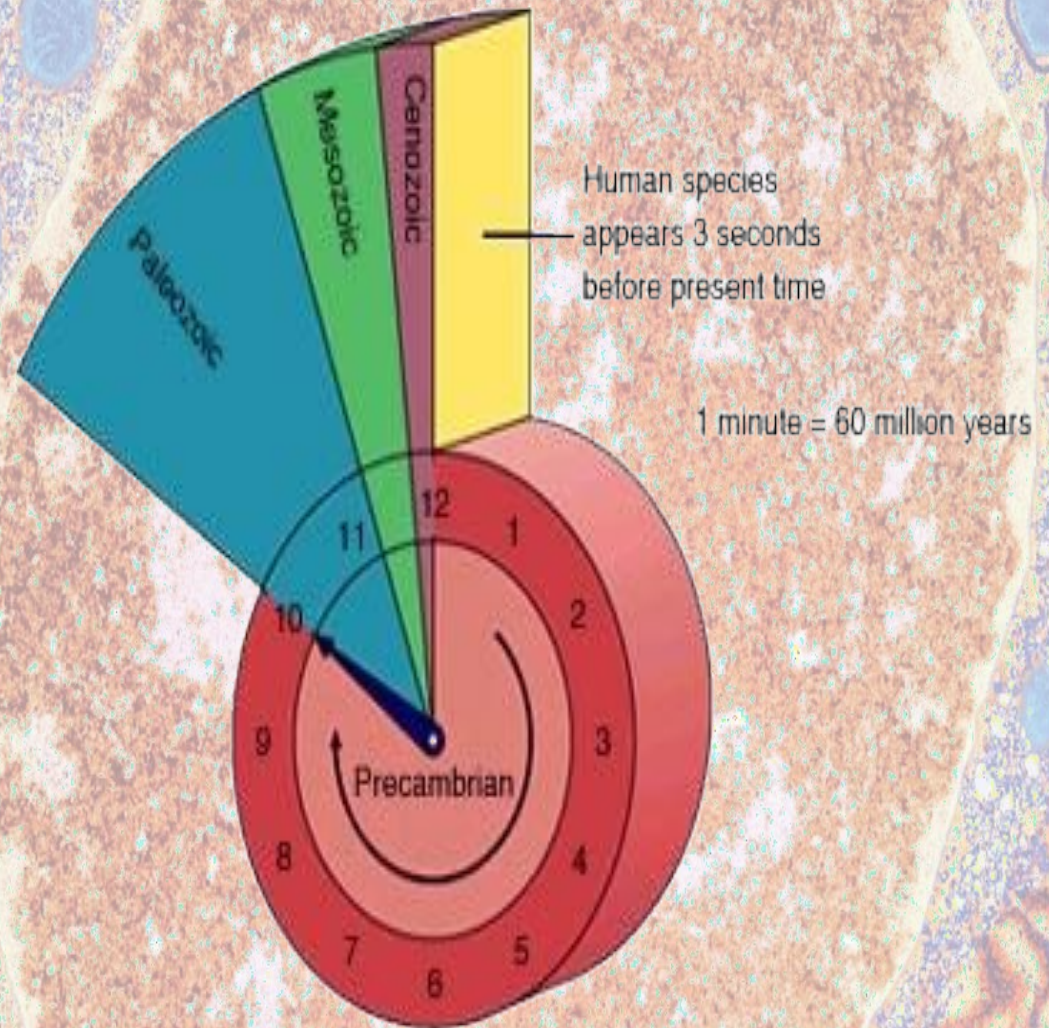 Paleozoic
Mesozoic
Cenozoic
Human species
appears 3 seconds
before present time
1 minute = 60 million years
12
1
2
3
4
5
6
7
8
9
10
11
Precambrian